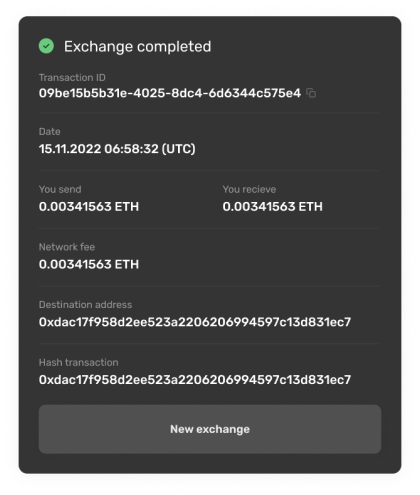 Exchange completed
Transaction ID
09be15b5b31e-4025-8dc4-6d6344c575e4
Date
15.11.2022 06:58:32 (UTC)
You send
You recieve
0.00341563 ETH
0.00341563 ETH
Network fee
0.00341563 ETH
Destination address
0xdac17f958d2ee523a2206206994597c13d831ec7
Hash transaction
0xdac17f958d2ee523a2206206994597c13d831ec7
New exchange